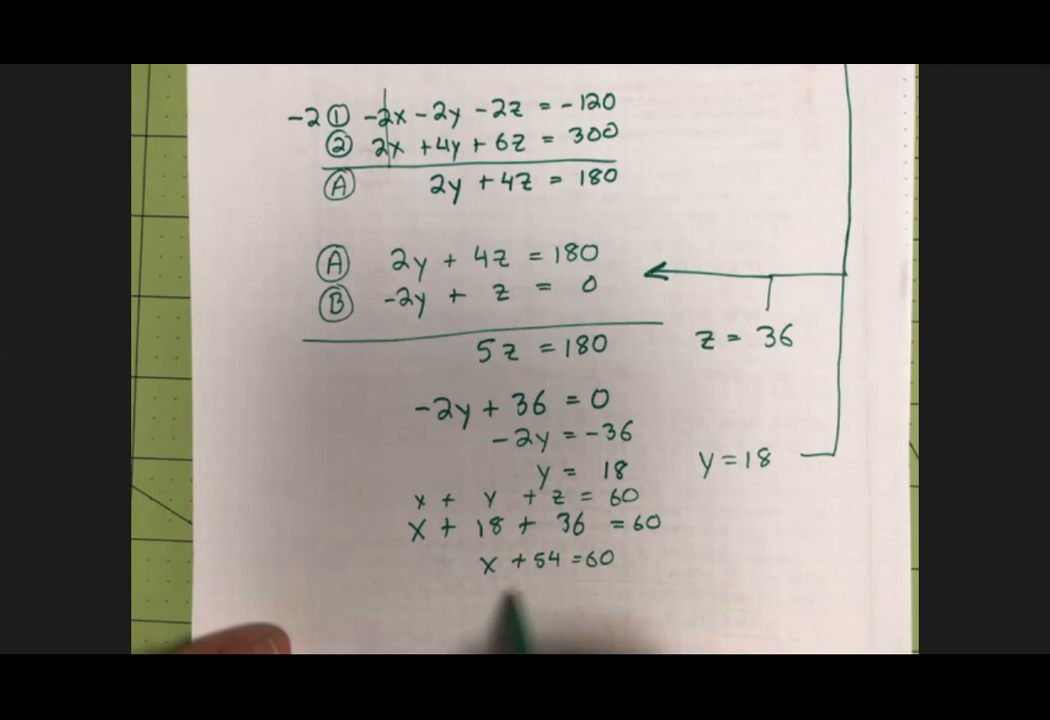 -2 ① -2x - 2y - 2z = -120
② 2x + 4y + 6z = 300
Ⓐ 2y + 4z = 180
Ⓐ 2y + 4z = 180
Ⓑ -2y + z = 0
5z = 180
z = 36
-2y + 36 = 0
-2y = -36
y = 18
y = 18
x + y + z = 60
x + 18 + 36 = 60
x + 54 = 60